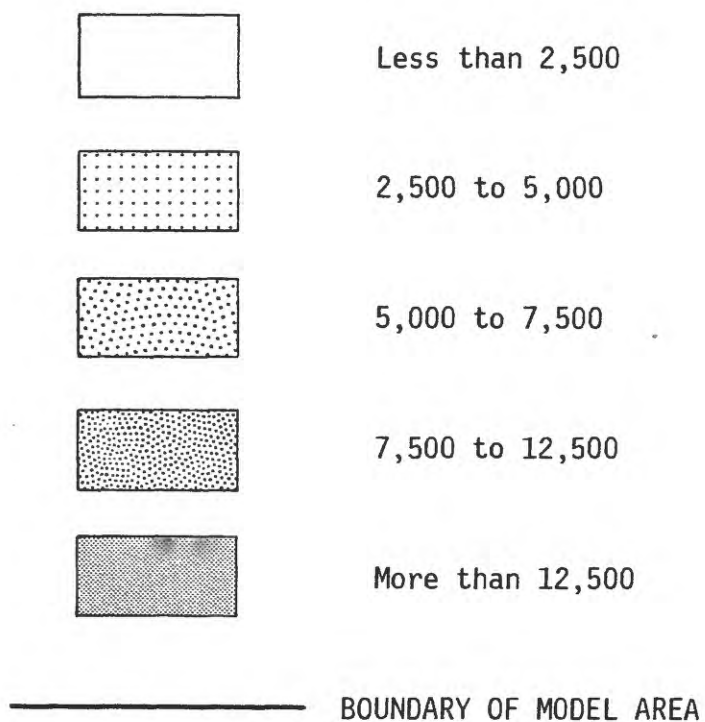 Less than 2,500
2,500 to 5,000
5,000 to 7,500
7,500 to 12,500
More than 12,500
BOUNDARY OF MODEL AREA